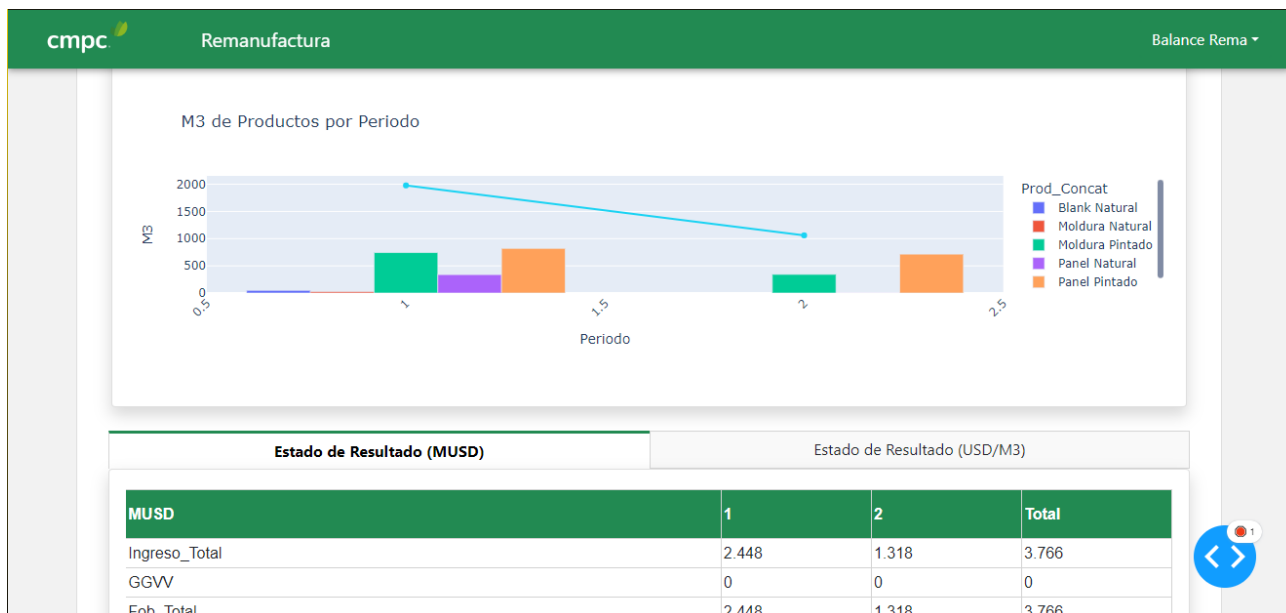 cmpc Remanufactura Balance Rema
M3 de Productos por Periodo
2000
1500
1000
500
0
M3
0.5 1 1.5 2 2.5
Periodo
Prod_Concat
Blank Natural
Moldura Natural
Moldura Pintado
Panel Natural
Panel Pintado
Estado de Resultado (MUSD) Estado de Resultado (USD/M3)
MUSD 1 2 Total
Ingreso_Total 2.448 1.318 3.766
GGVV 0 0 0
Fob_Total 2.448 1.318 3.766
1